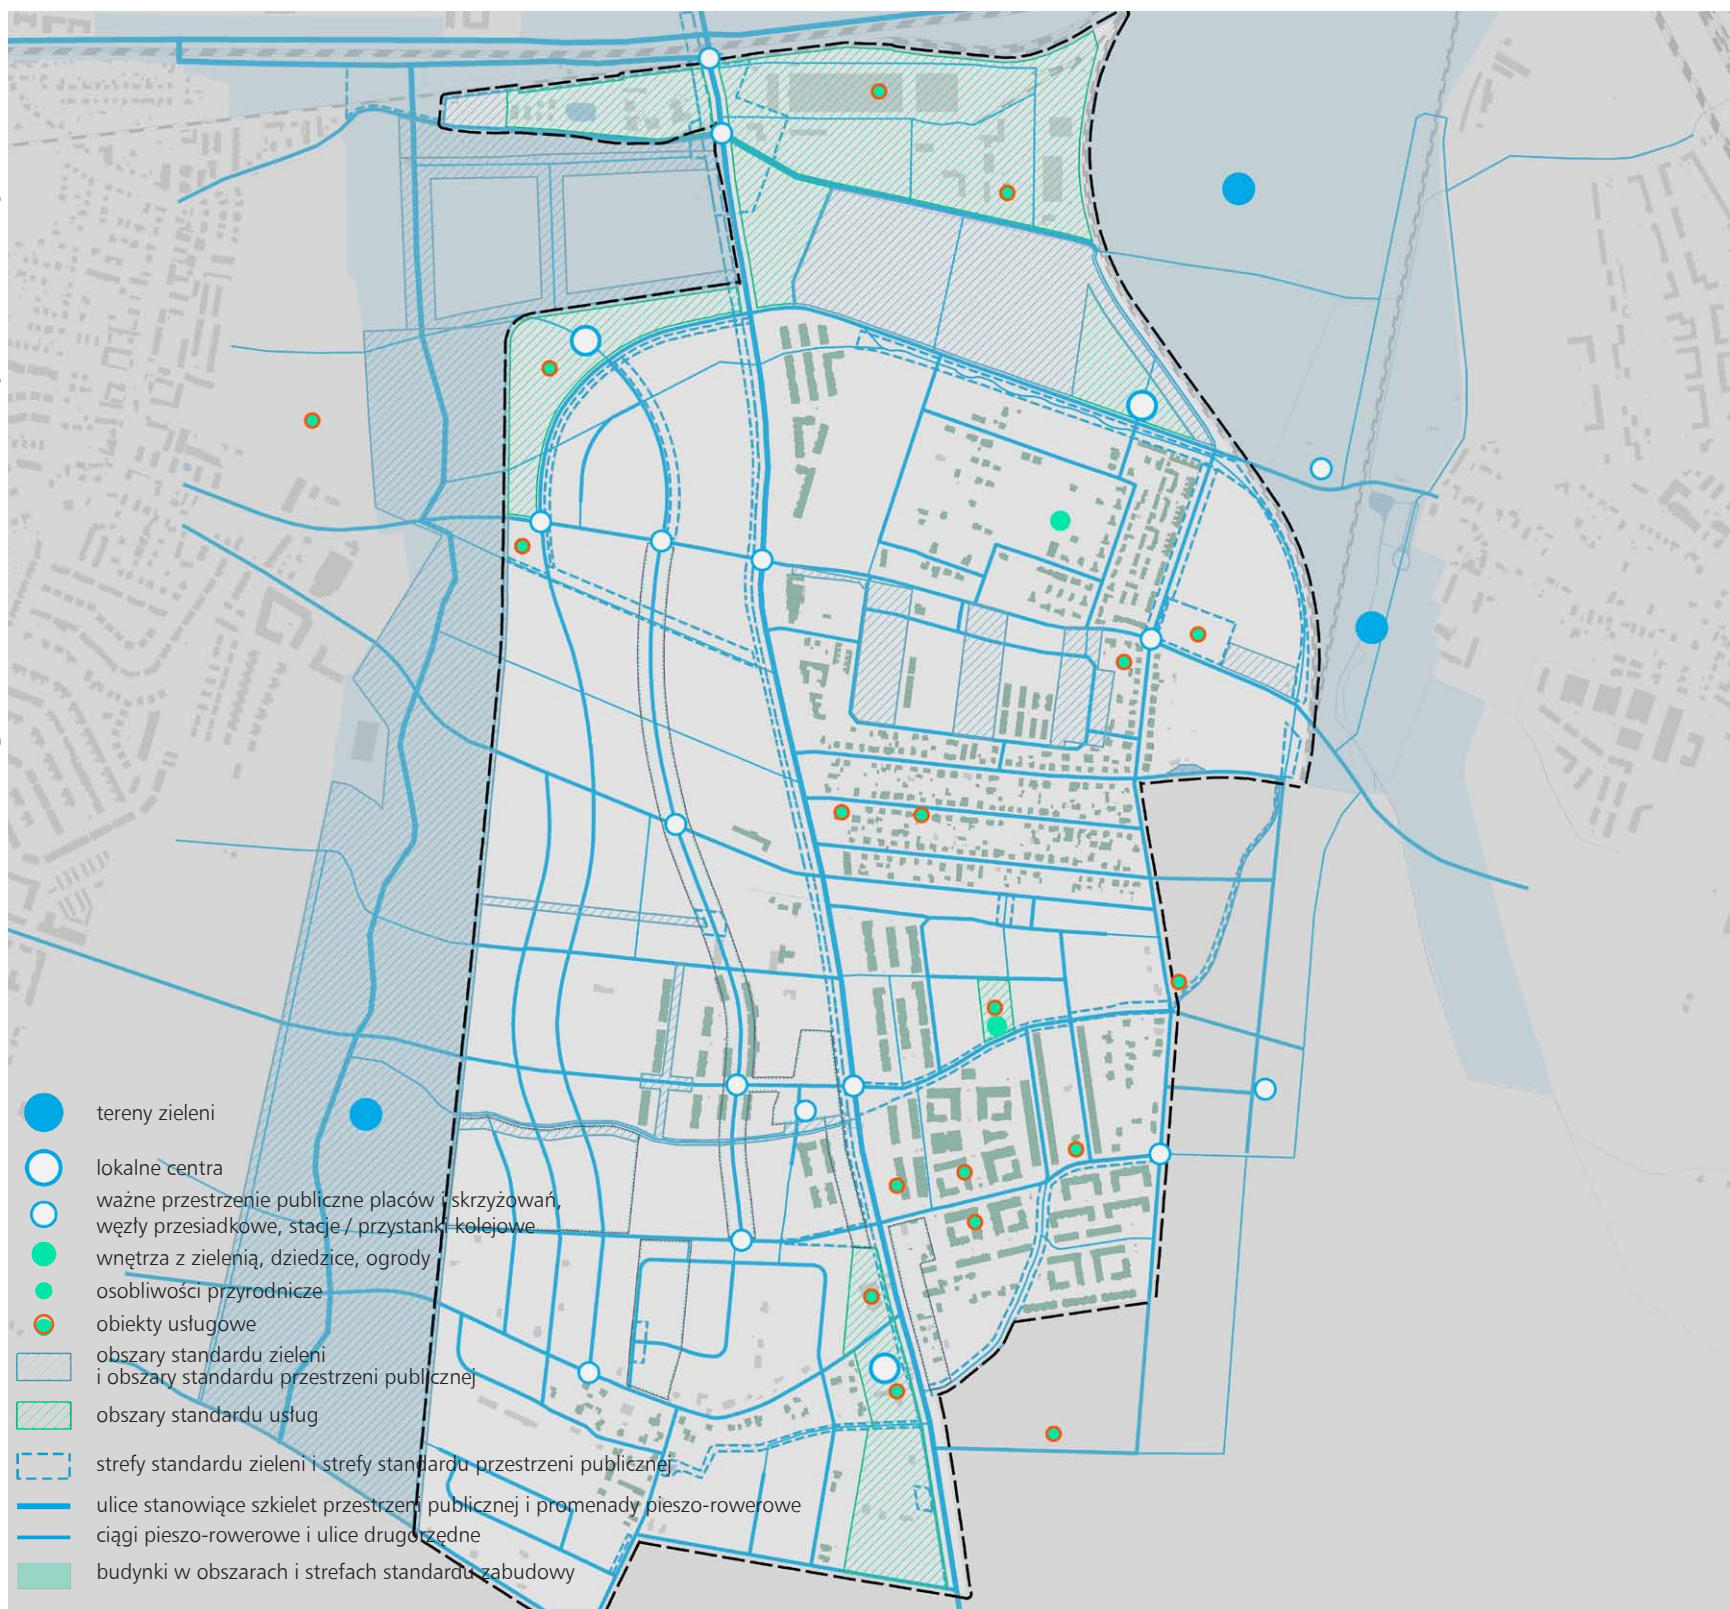 tereny zieleni
lokalne centra
ważne przestrzenie publiczne placów i skrzyżowań,
węzły przesiadkowe, stacje / przystanki kolejowe
wnętrza z zielenią, dziedzice, ogrody
osobliwości przyrodnicze
obiekty usługowe
obszary standardu zieleni
i obszary standardu przestrzeni publicznej
obszary standardu usług
strefy standardu zieleni i strefy standardu przestrzeni publicznej
ulice stanowiące szkielet przestrzeni publicznej i promenady pieszo-rowerowe
ciągi pieszo-rowerowe i ulice drugorzędne
budynki w obszarach i strefach standardu zabudowy